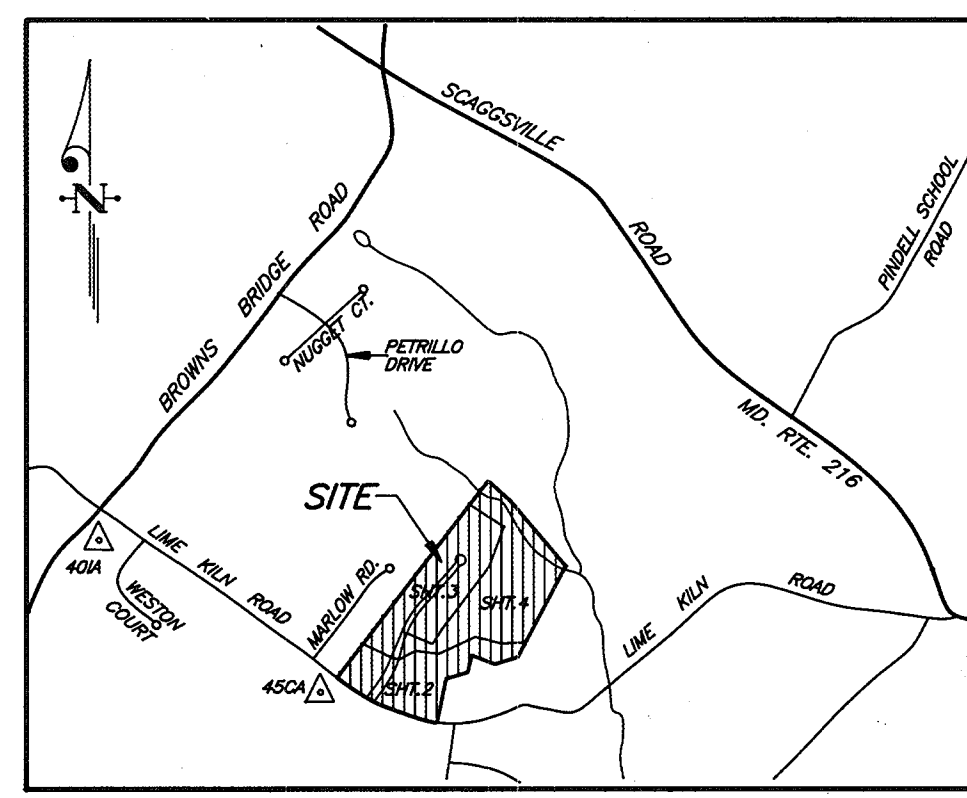 SCAGGSVILLE
ROAD
PINDELL SCHOOL
ROAD
N
BROWNS BRIDGE ROAD
NUGGET CT.
PETRILLO
DRIVE
MD. RTE. 216
SITE
401A
LIME KILN ROAD
WESTON
COURT
MARLOW RD.
SHT.3
SHT.4
SHT.2
45CA
LIME KILN ROAD